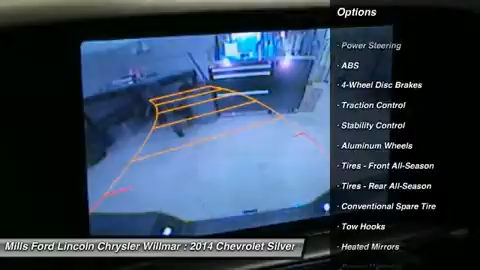 Options
· Power Steering
· ABS
· 4-Wheel Disc Brakes
· Traction Control
· Stability Control
· Aluminum Wheels
· Tires - Front All-Season
· Tires - Rear All-Season
· Conventional Spare Tire
· Tow Hooks
· Heated Mirrors
Mills Ford Lincoln Chrysler Willmar : 2014 Chevrolet Silver